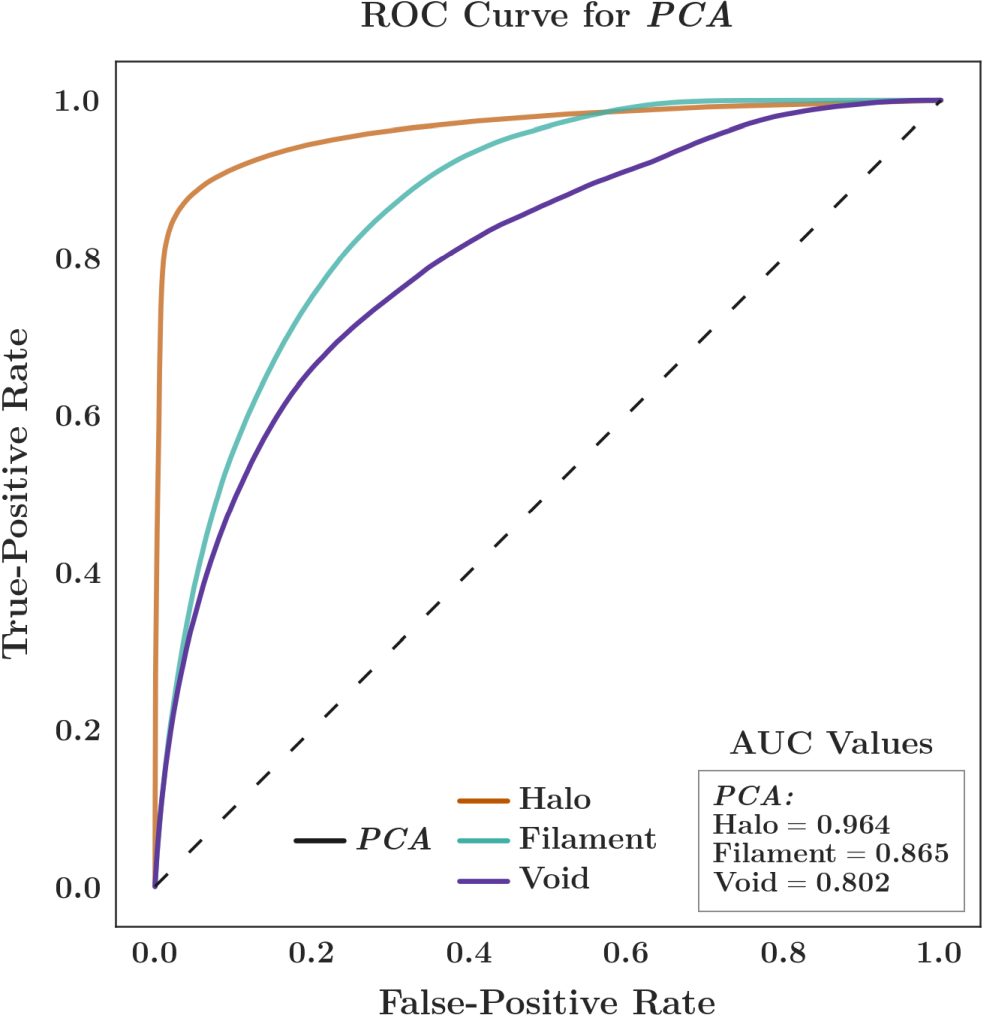 ROC Curve for PCA
True-Positive Rate
1.0
0.8
0.6
0.4
0.2
0.0
PCA
Halo
Filament
Void
AUC Values
PCA:
Halo = 0.964
Filament = 0.865
Void = 0.802
0.0 0.2 0.4 0.6 0.8 1.0
False-Positive Rate